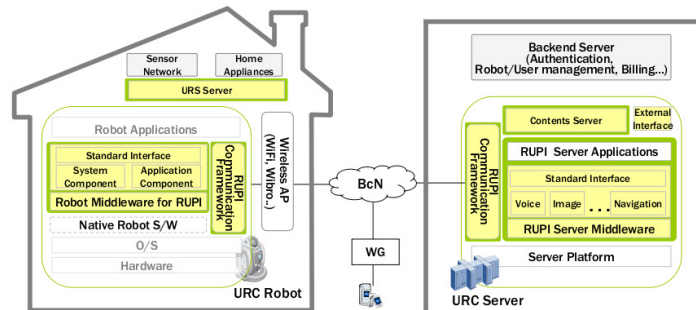 Sensor
Network
Home
Appliances
URS Server
Robot Applications
Standard Interface
System
Component
Application
Component
Robot Middleware for RUPI
RUPI
Communication
Framework
Native Robot S/W
O/S
Hardware
URC Robot
Wireless AP
(WiFi, Wibro..)
BcN
WG
Backend Server
(Authentication,
Robot/User management, Billing...)
Contents Server
External
Interface
RUPI
Communication
Framework
RUPI Server Applications
Standard Interface
Voice
Image
...
Navigation
RUPI Server Middleware
Server Platform
URC Server